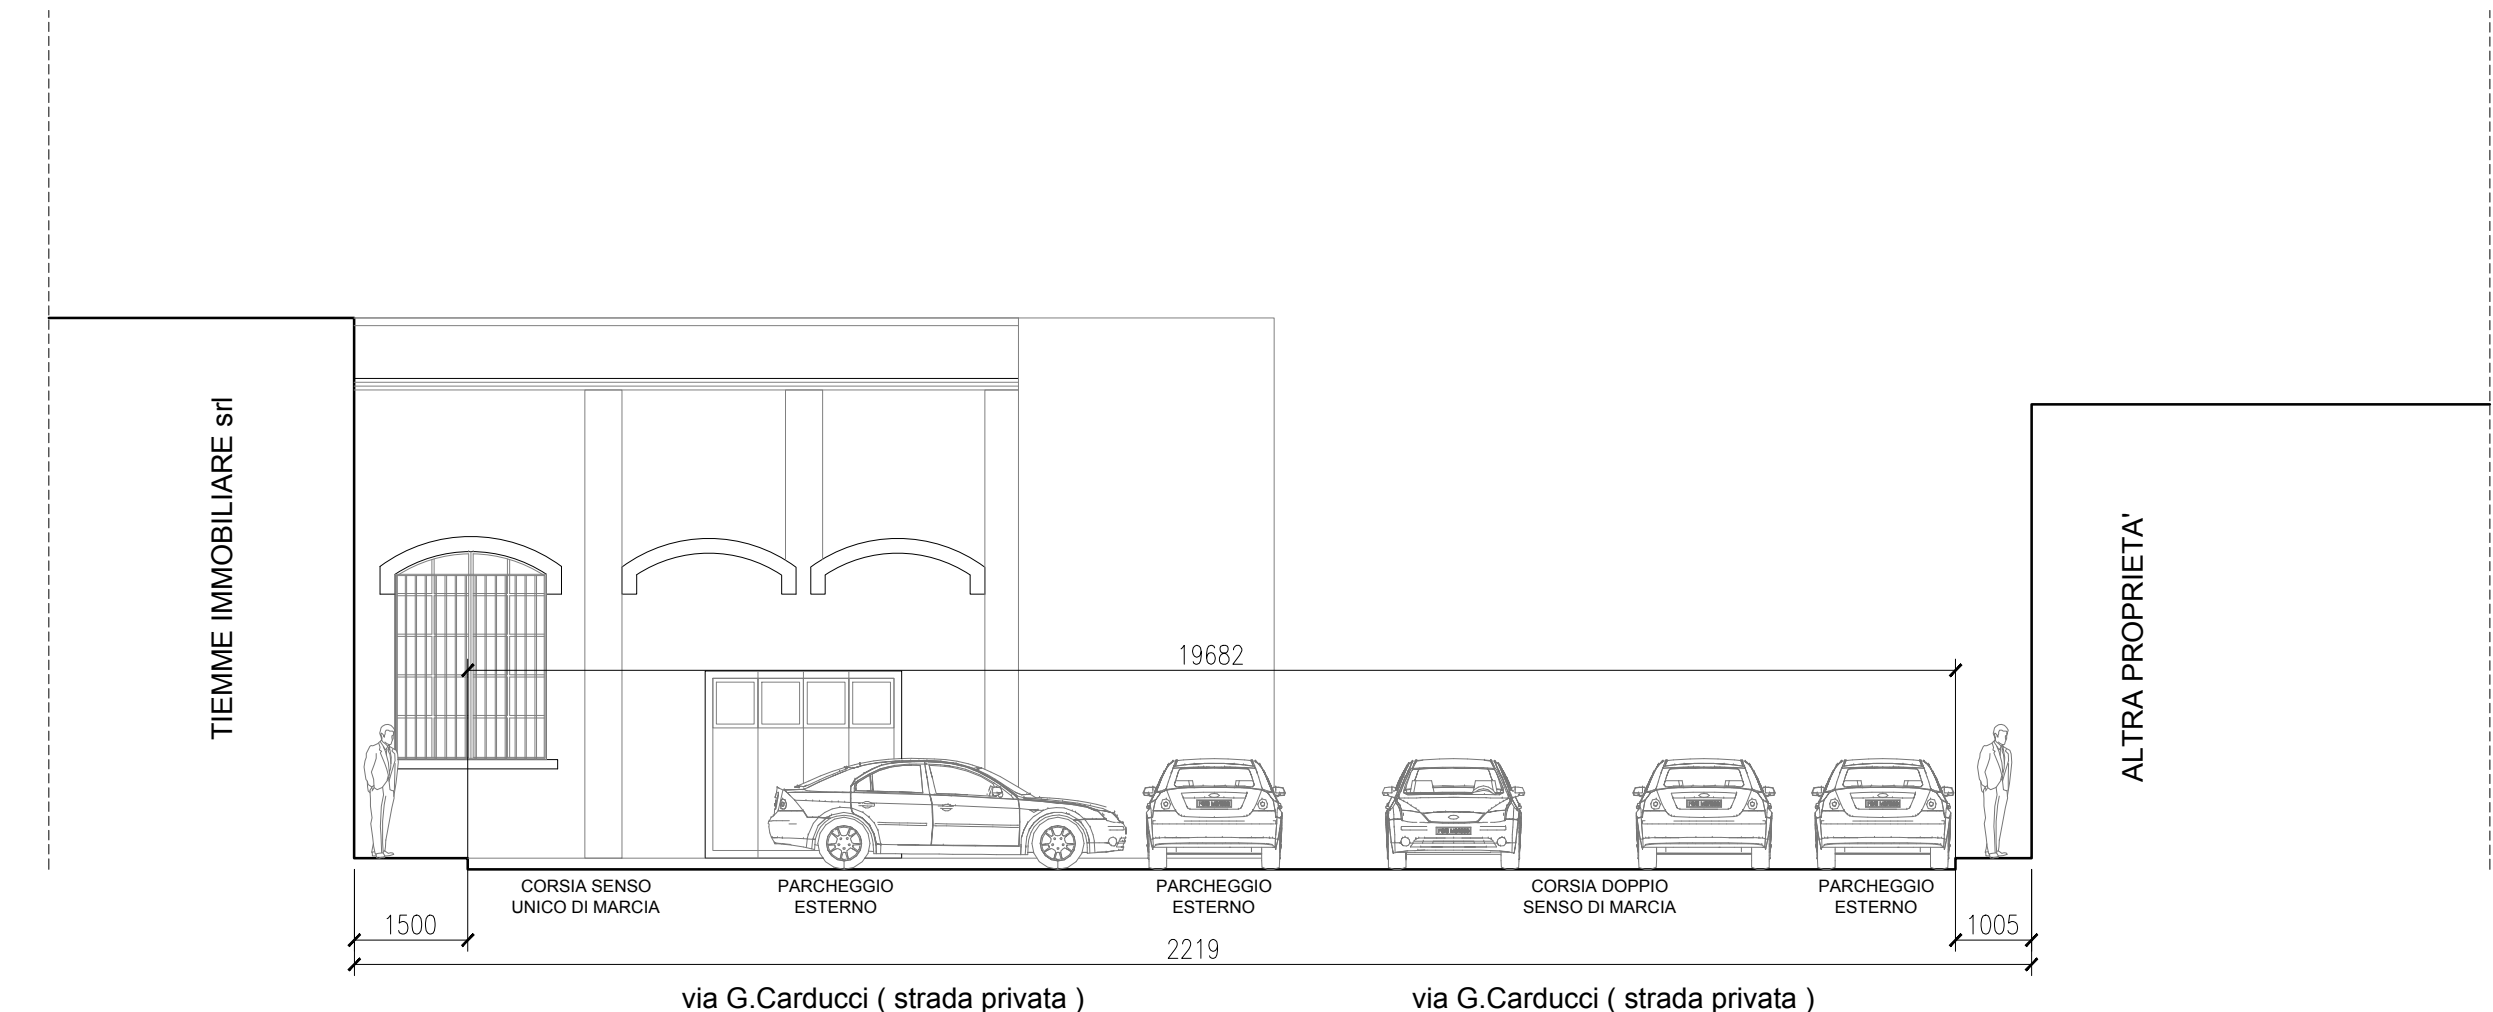 TIEMME IMMOBILIARE srl
ALTRA PROPRIETA'
19682
CORSIA SENSO
UNICO DI MARCIA
PARCHEGGIO
ESTERNO
PARCHEGGIO
ESTERNO
CORSIA DOPPIO
SENSO DI MARCIA
PARCHEGGIO
ESTERNO
1500
1005
2219
via G.Carducci ( strada privata )
via G.Carducci ( strada privata )